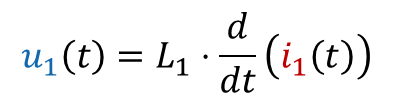 u₁(t) = L₁ · d/dt (i₁(t))